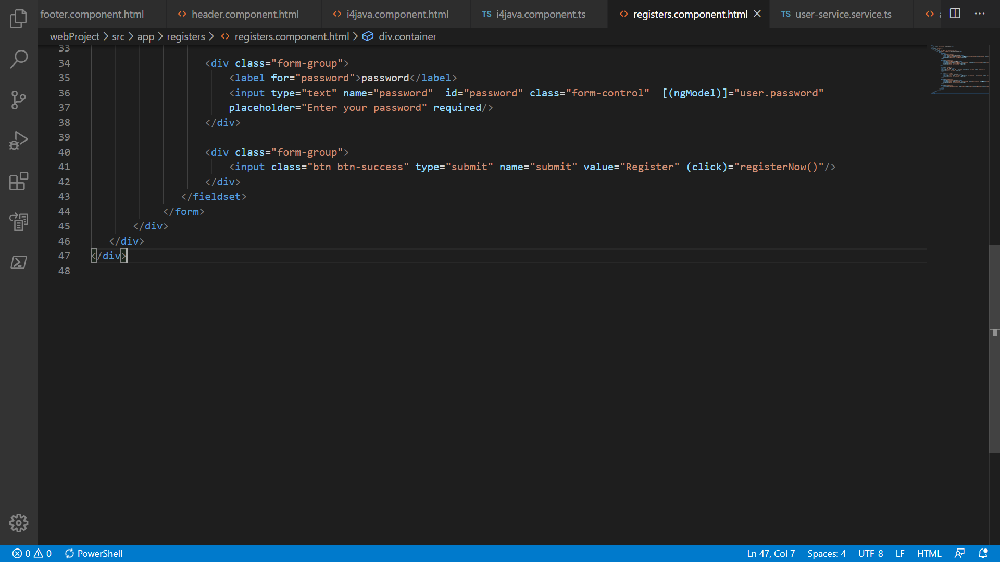 footer.component.html
header.component.html
i4java.component.html
TS i4java.component.ts
registers.component.html
TS user-service.service.ts
webProject > src > app > registers > registers.component.html > div.container
33
34 <div class="form-group">
35 <label for="password">password</label>
36 <input type="text" name="password"  id="password" class="form-control"  [(ngModel)]="user.password"
37 placeholder="Enter your password" required/>
38 </div>
39
40 <div class="form-group">
41 <input class="btn btn-success" type="submit" name="submit" value="Register" (click)="registerNow()"/>
42 </div>
43 </fieldset>
44 </form>
45 </div>
46 </div>
47 </div>
48
0 0 PowerShell
Ln 47, Col 7
Spaces: 4
UTF-8
LF
HTML